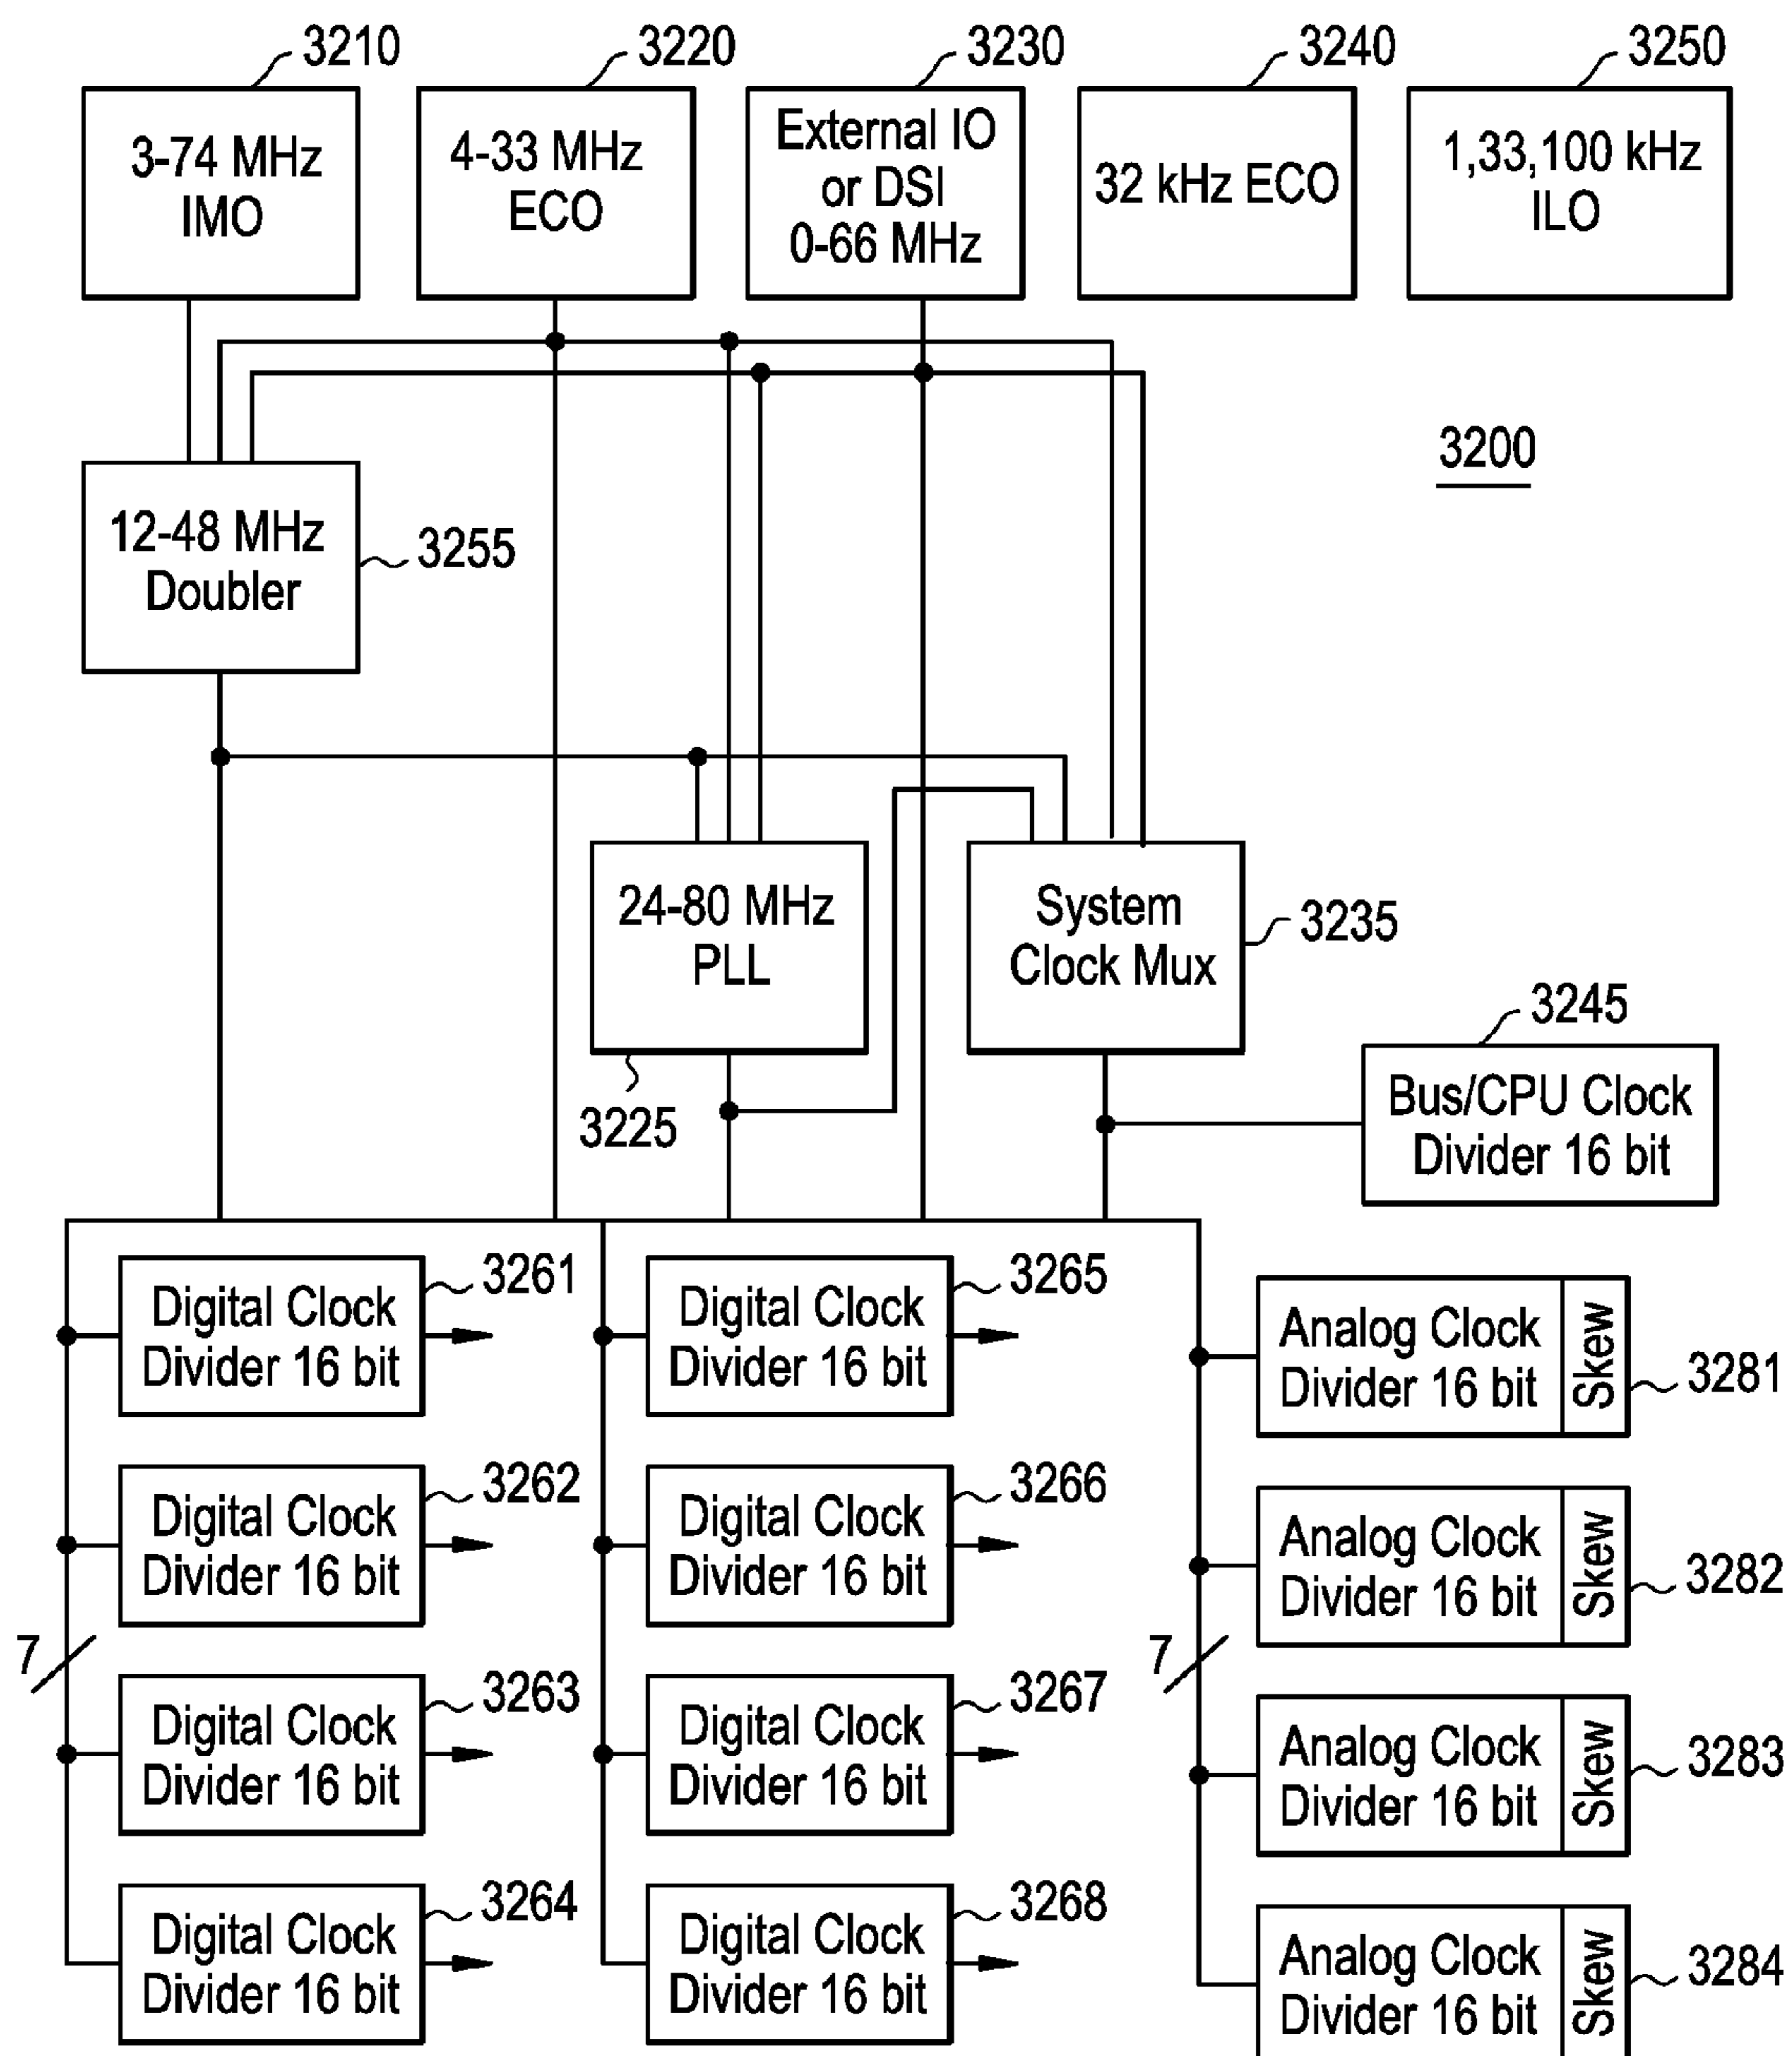 3210
3220
3230
3240
3250
3-74 MHz
IMO
4-33 MHz
ECO
External IO
or DSI
0-66 MHz
32 kHz ECO
1,33,100 kHz
ILO
3200
12-48 MHz
Doubler
3255
24-80 MHz
PLL
3225
System
Clock Mux
3235
3245
Bus/CPU Clock
Divider 16 bit
Digital Clock
Divider 16 bit
3261
Digital Clock
Divider 16 bit
3265
Analog Clock
Divider 16 bit
Skew
3281
Digital Clock
Divider 16 bit
3262
Digital Clock
Divider 16 bit
3266
Analog Clock
Divider 16 bit
Skew
3282
7
7
Digital Clock
Divider 16 bit
3263
Digital Clock
Divider 16 bit
3267
Analog Clock
Divider 16 bit
Skew
3283
Digital Clock
Divider 16 bit
3264
Digital Clock
Divider 16 bit
3268
Analog Clock
Divider 16 bit
Skew
3284